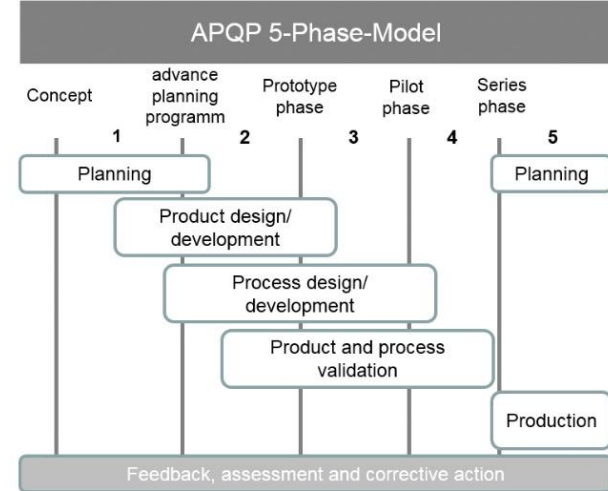 APQP 5-Phase-Model
Concept
advance
planning
programm
Prototype
phase
Pilot
phase
Series
phase
1
2
3
4
5
Planning
Planning
Product design/
development
Process design/
development
Product and process
validation
Production
Feedback, assessment and corrective action